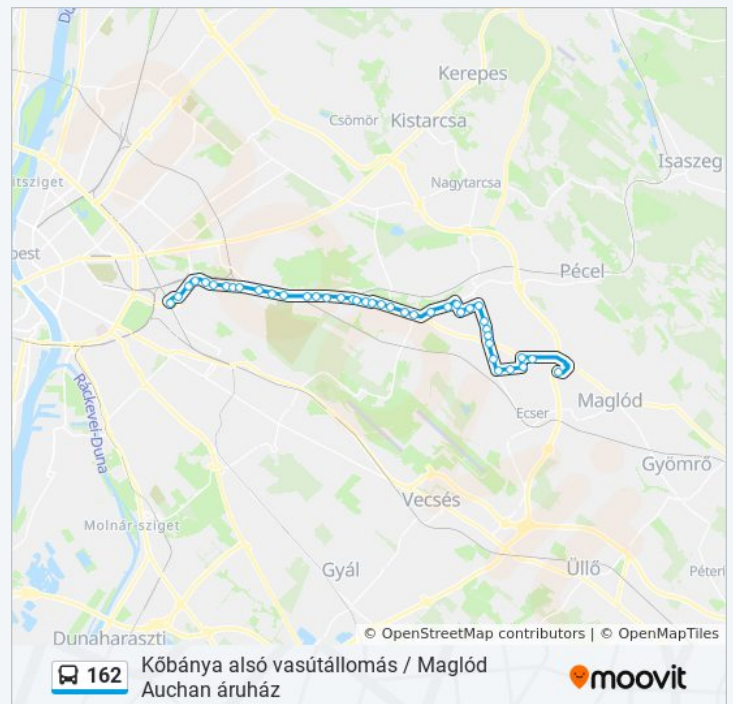 Du
Kerepes
Csömör
Kistarcsa
Isaszeg
itsziget
Nagytarcsa
pest
Pécel
Ráckevei-Duna
Maglód
Ecser
Gyömrő
Vecsés
Molnár-sziget
Gyál
Üllő
Péteri
Dunaharaszti
© OpenStreetMap contributors | © OpenMapTiles
162
Kőbánya alsó vasútállomás / Maglód
Auchan áruház
moovit